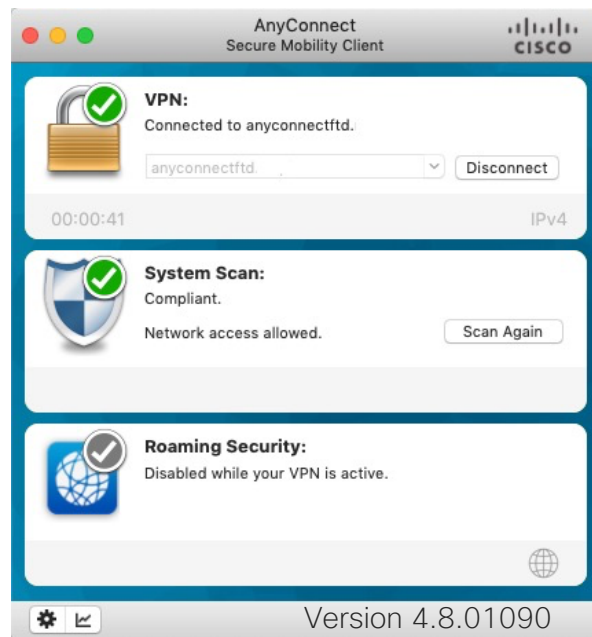 AnyConnect
Secure Mobility Client
CISCO
VPN:
Connected to anyconnectftd.
anyconnectftd.
Disconnect
00:00:41
IPv4
System Scan:
Compliant.
Network access allowed.
Scan Again
Roaming Security:
Disabled while your VPN is active.
Version 4.8.01090